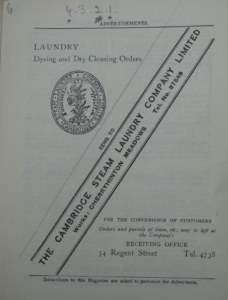 6
4.3.2.1.
ADVERTISEMENTS.
LAUNDRY
Dyeing and Dry Cleaning Orders
SEND TO
THE CAMBRIDGE STEAM LAUNDRY COMPANY LIMITED
Works: CHERRYHINTON MEADOWS Tel. No. 87548
FOR THE CONVENIENCE OF CUSTOMERS
Orders and parcels of linen, etc., may be left at
the Company's
RECEIVING OFFICE
54 Regent Street Tel. 4738
Subscribers to this Magazine are asked to patronize the Advertisers.